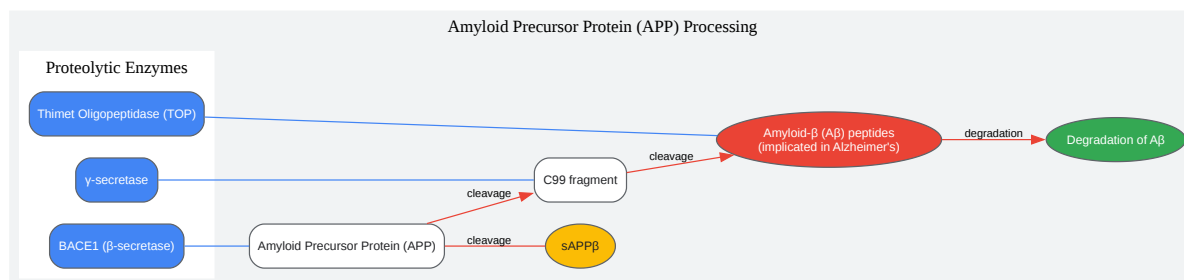 Amyloid Precursor Protein (APP) Processing
Proteolytic Enzymes
Thimet Oligopeptidase (TOP)
γ-secretase
BACE1 (β-secretase)
Amyloid Precursor Protein (APP)
cleavage
cleavage
C99 fragment
sAPPβ
cleavage
Amyloid-β (Aβ) peptides
(implicated in Alzheimer's)
degradation
Degradation of Aβ